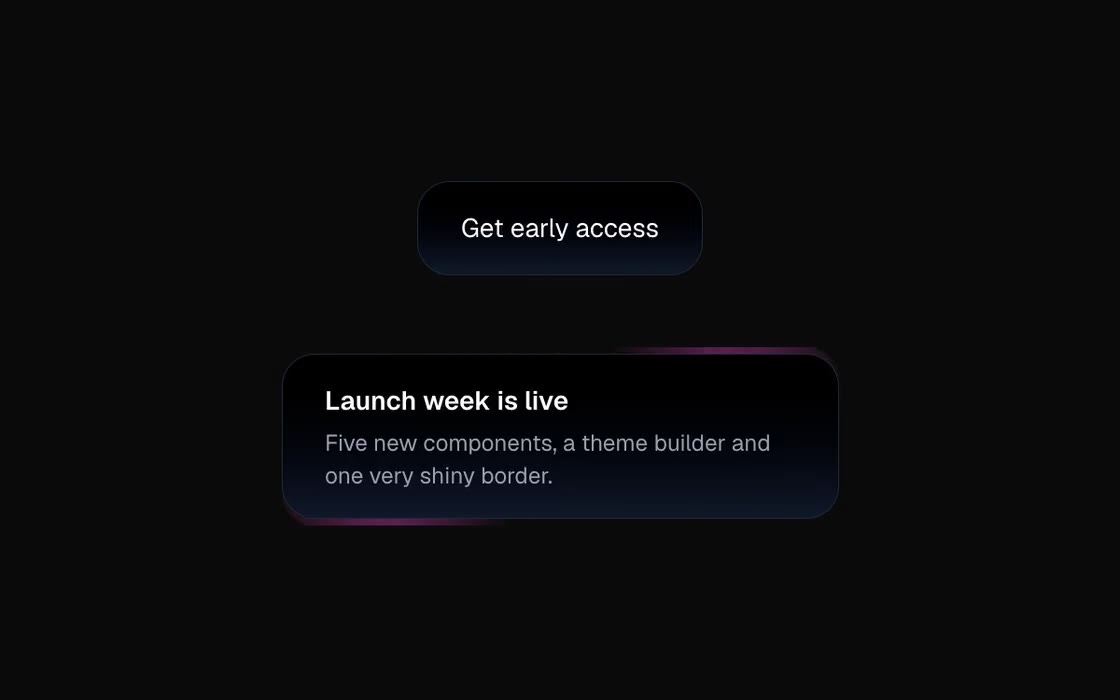 Get early access
Launch week is live
Five new components, a theme builder and
one very shiny border.